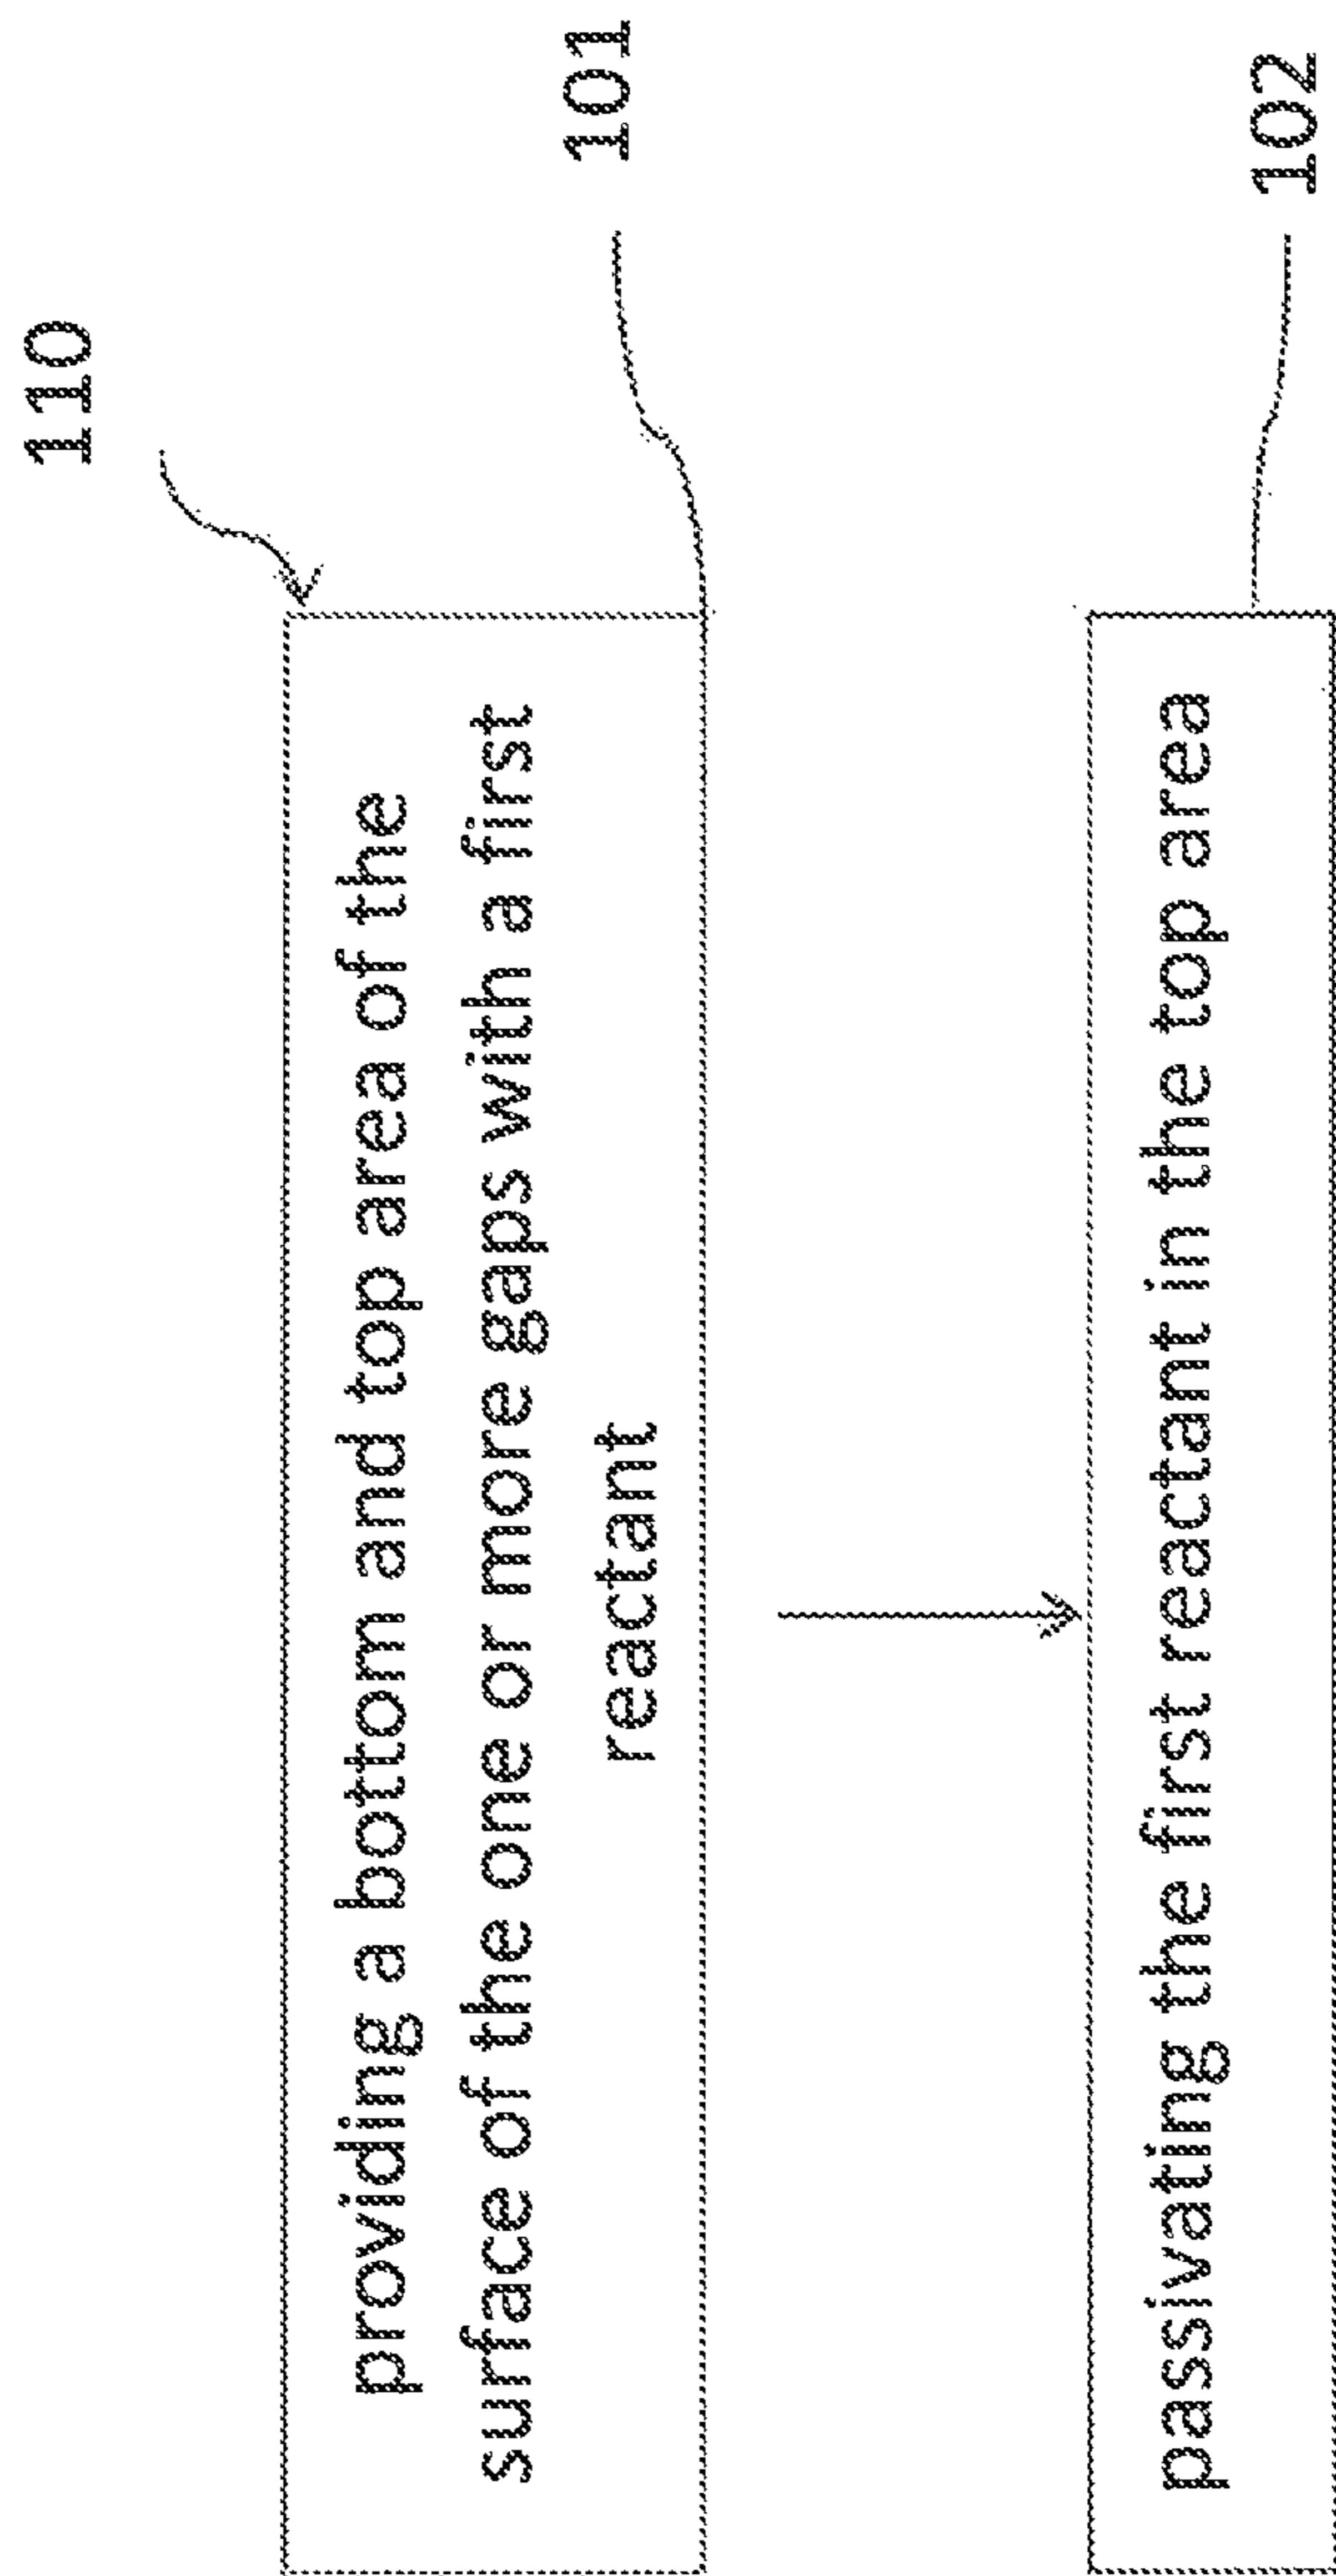 110
providing a bottom and top area of the
surface of the one or more gaps with a first
reactant
101
passivating the first reactant in the top area
102